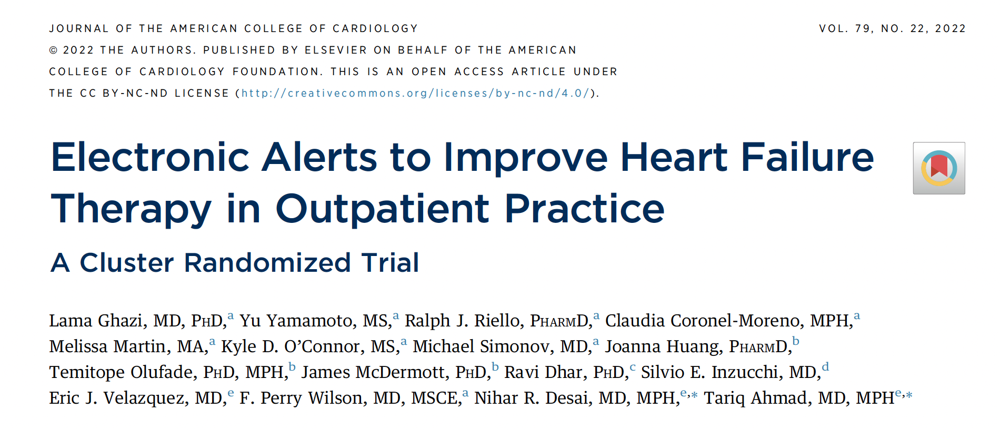 JOURNAL OF THE AMERICAN COLLEGE OF CARDIOLOGY VOL. 79, NO. 22, 2022
© 2022 THE AUTHORS. PUBLISHED BY ELSEVIER ON BEHALF OF THE AMERICAN
COLLEGE OF CARDIOLOGY FOUNDATION. THIS IS AN OPEN ACCESS ARTICLE UNDER
THE CC BY-NC-ND LICENSE (http://creativecommons.org/licenses/by-nc-nd/4.0/).
Electronic Alerts to Improve Heart Failure
Therapy in Outpatient Practice
A Cluster Randomized Trial
Lama Ghazi, MD, PHD,a Yu Yamamoto, MS,a Ralph J. Riello, PHARMD,a Claudia Coronel-Moreno, MPH,a
Melissa Martin, MA,a Kyle D. O’Connor, MS,a Michael Simonov, MD,a Joanna Huang, PHARMD,b
Temitope Olufade, PHD, MPH,b James McDermott, PHD,b Ravi Dhar, PHD,c Silvio E. Inzucchi, MD,d
Eric J. Velazquez, MD,e F. Perry Wilson, MD, MSCE,a Nihar R. Desai, MD, MPH,e,* Tariq Ahmad, MD, MPHe,*